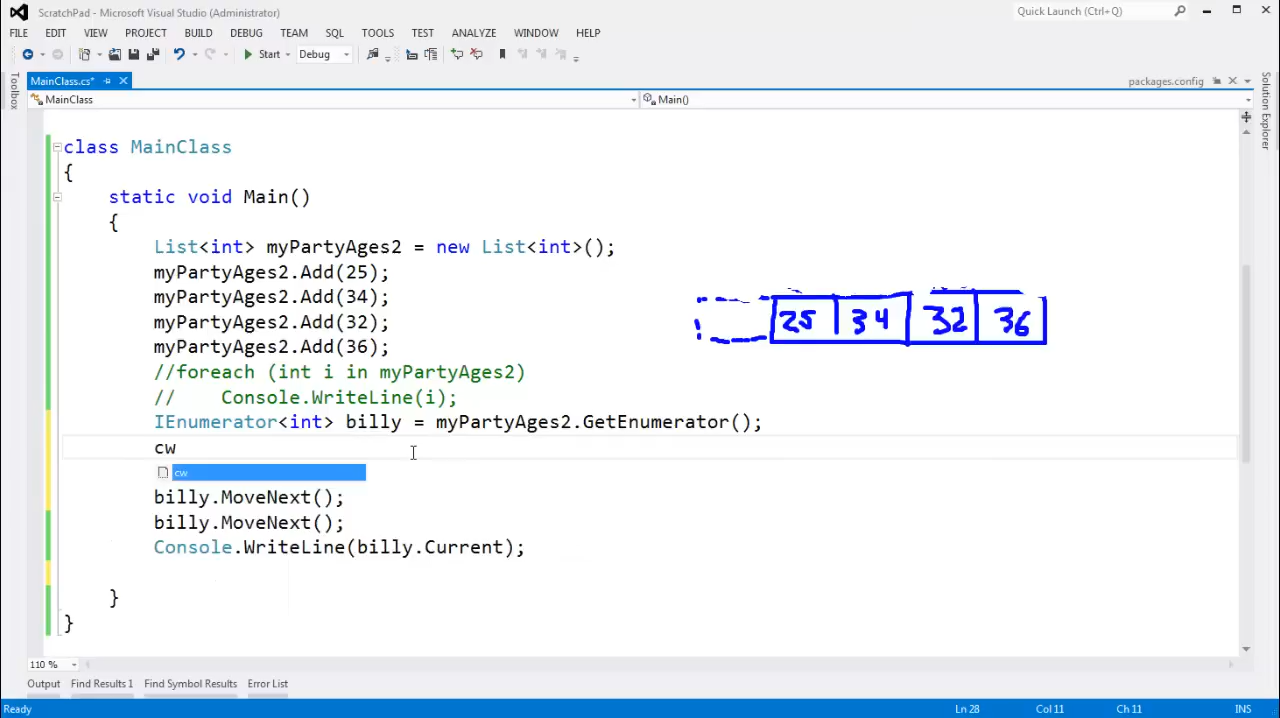 ScratchPad - Microsoft Visual Studio (Administrator)
Quick Launch (Ctrl+Q)
FILE EDIT VIEW PROJECT BUILD DEBUG TEAM SQL TOOLS TEST ANALYZE WINDOW HELP
Start Debug
MainClass.cs* packages.config
MainClass Main()
Toolbox
Solution Explorer
class MainClass
{
static void Main()
{
List<int> myPartyAges2 = new List<int>();
myPartyAges2.Add(25);
myPartyAges2.Add(34);
myPartyAges2.Add(32);
myPartyAges2.Add(36);
25 34 32 36
//foreach (int i in myPartyAges2)
//    Console.WriteLine(i);
IEnumerator<int> billy = myPartyAges2.GetEnumerator();
cw
cw
billy.MoveNext();
billy.MoveNext();
Console.WriteLine(billy.Current);
}
}
110 %
Output Find Results 1 Find Symbol Results Error List
Ready Ln 28 Col 11 Ch 11 INS